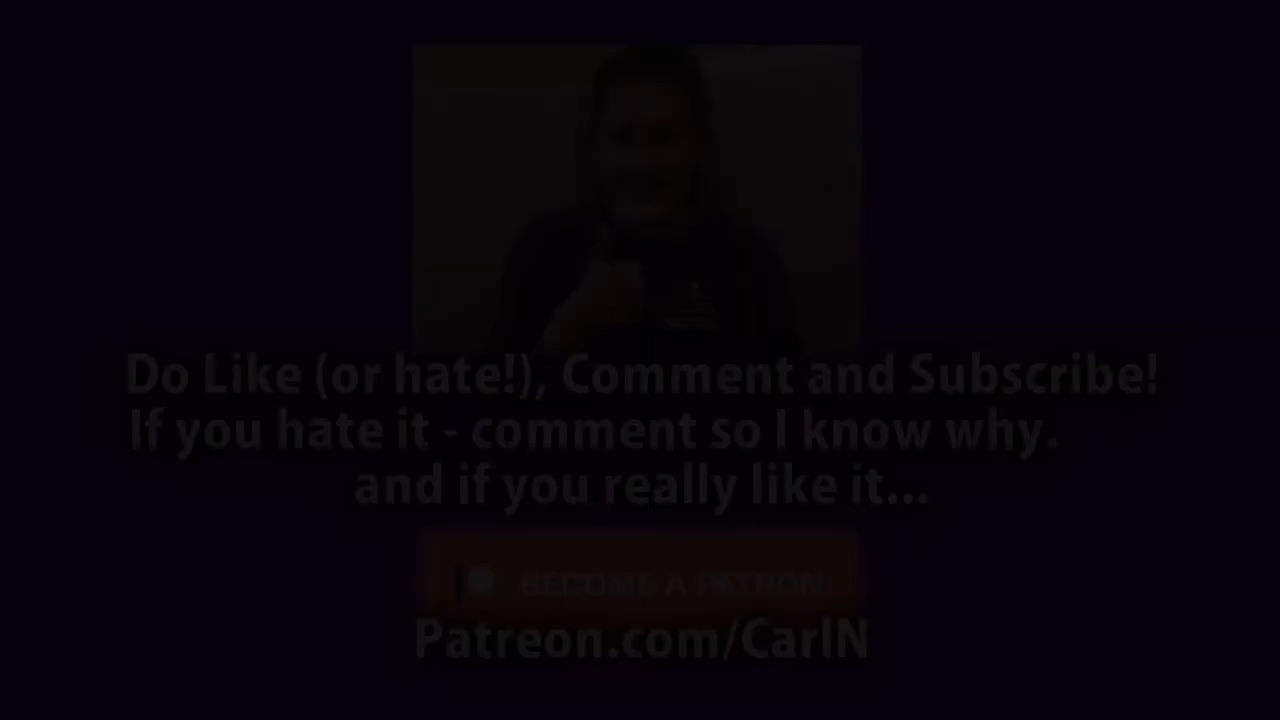 Do Like (or hate!), Comment and Subscribe!
If you hate it - comment so I know why.
and if you really like it...
BECOME A PATRON
Patreon.com/CarlN